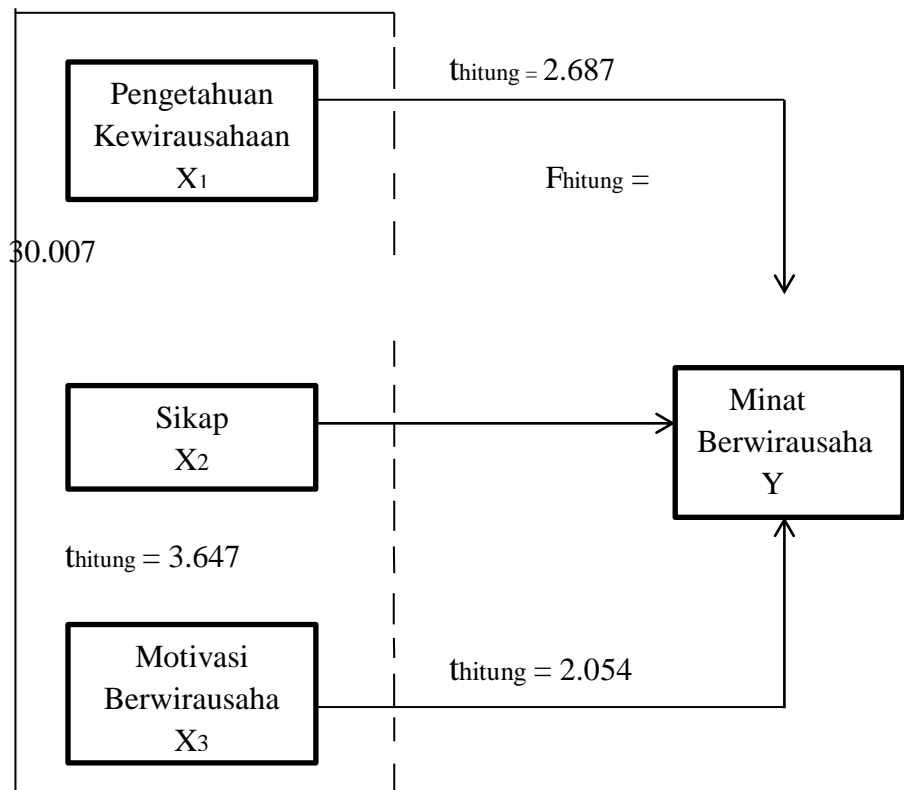 thitung = 2.687
Pengetahuan
Kewirausahaan
X1
Fhitung =
30.007
Sikap
X2
Minat
Berwirausaha
Y
thitung = 3.647
Motivasi
Berwirausaha
X3
thitung = 2.054